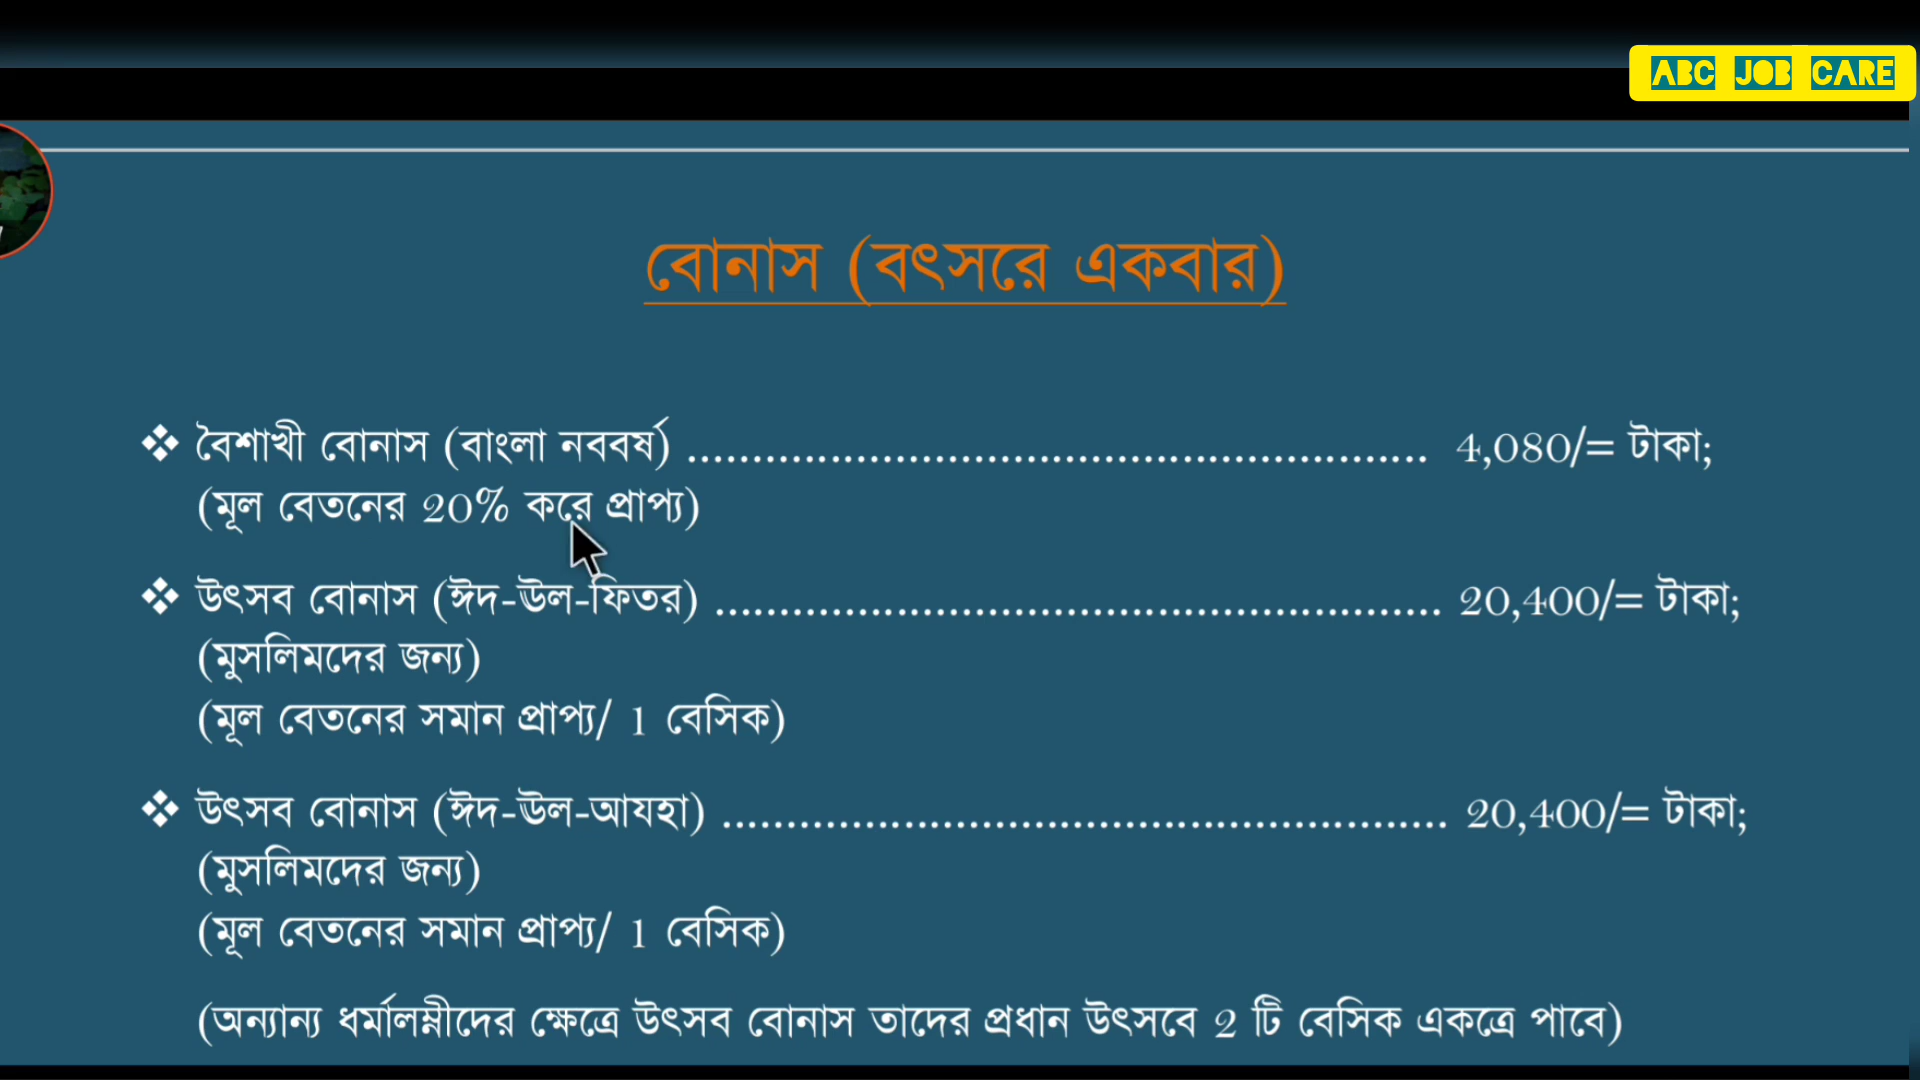 ABC JOB CARE
বোনাস (বৎসরে একবার)
❖ বৈশাখী বোনাস (বাংলা নববর্ষ) ......................................................... 4,080/= টাকা;
(মূল বেতনের 20% করে প্রাপ্য)
❖ উৎসব বোনাস (ঈদ-ঊল-ফিতর) ........................................................ 20,400/= টাকা;
(মুসলিমদের জন্য)
(মূল বেতনের সমান প্রাপ্য/ 1 বেসিক)
❖ উৎসব বোনাস (ঈদ-ঊল-আযহা) ........................................................ 20,400/= টাকা;
(মুসলিমদের জন্য)
(মূল বেতনের সমান প্রাপ্য/ 1 বেসিক)
(অন্যান্য ধর্মালম্নীদের ক্ষেত্রে উৎসব বোনাস তাদের প্রধান উৎসবে 2 টি বেসিক একত্রে পাবে)